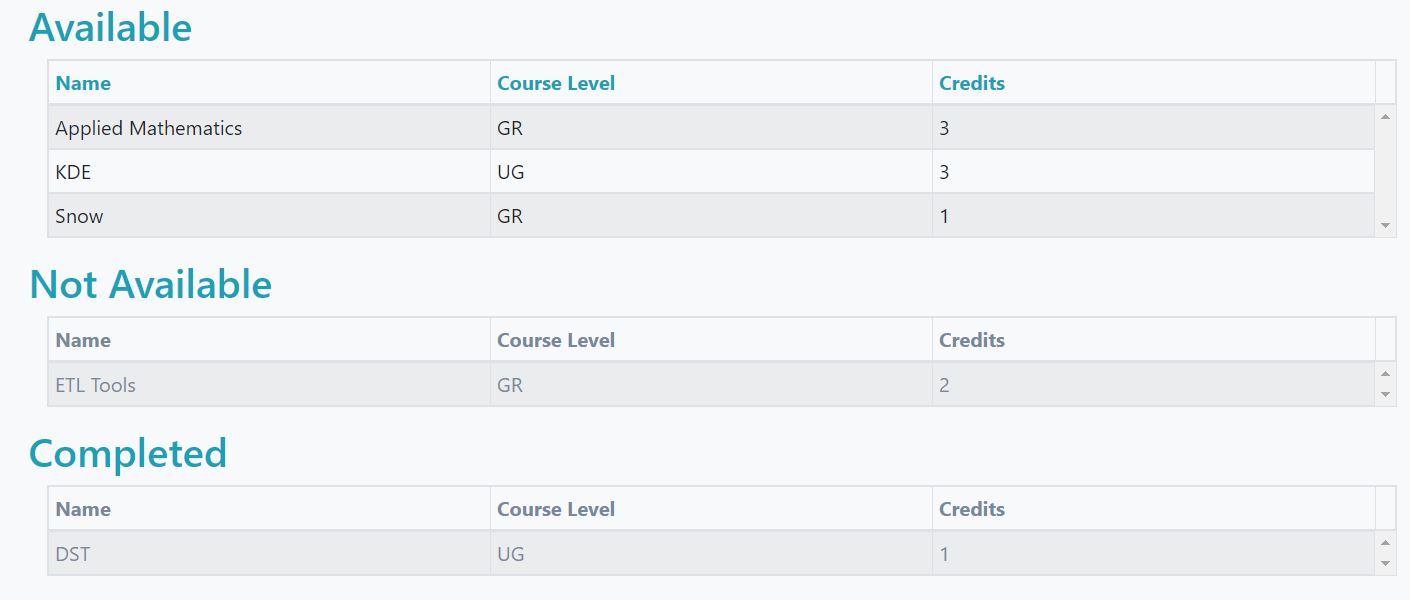 Available
Name Course Level Credits
Applied Mathematics GR 3
KDE UG 3
Snow GR 1
Not Available
Name Course Level Credits
ETL Tools GR 2
Completed
Name Course Level Credits
DST UG 1